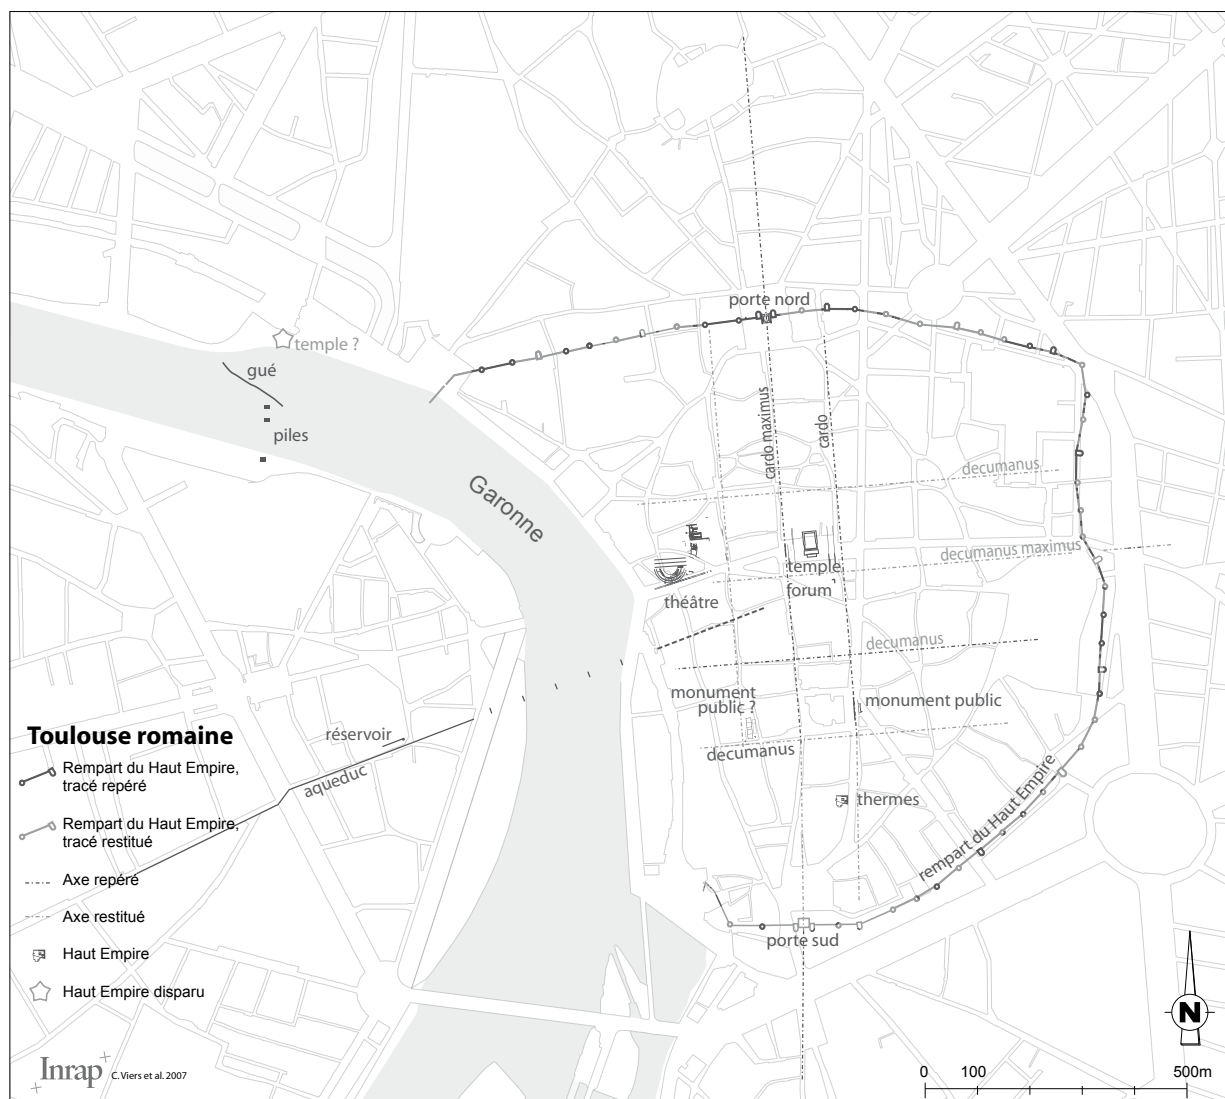 porte nord
temple ?
gué
piles
Garonne
cardo maximus
cardo
decumanus
decumanus maximus
temple
forum
théâtre
decumanus
monument
public ?
monument public
decumanus
thermes
rempart du Haut Empire
porte sud
réservoir
aqueduc
Toulouse romaine
Rempart du Haut Empire,
tracé repéré
Rempart du Haut Empire,
tracé restitué
Axe repéré
Axe restitué
Haut Empire
Haut Empire disparu
Inrap
C. Viers et al. 2007
N
0 100 500m